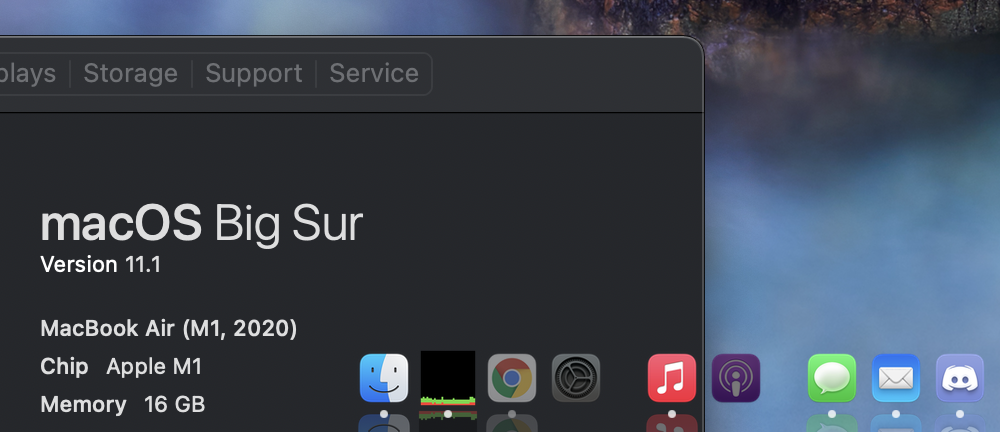 Storage Support Service
macOS Big Sur
Version 11.1
MacBook Air (M1, 2020)
Chip Apple M1
Memory 16 GB